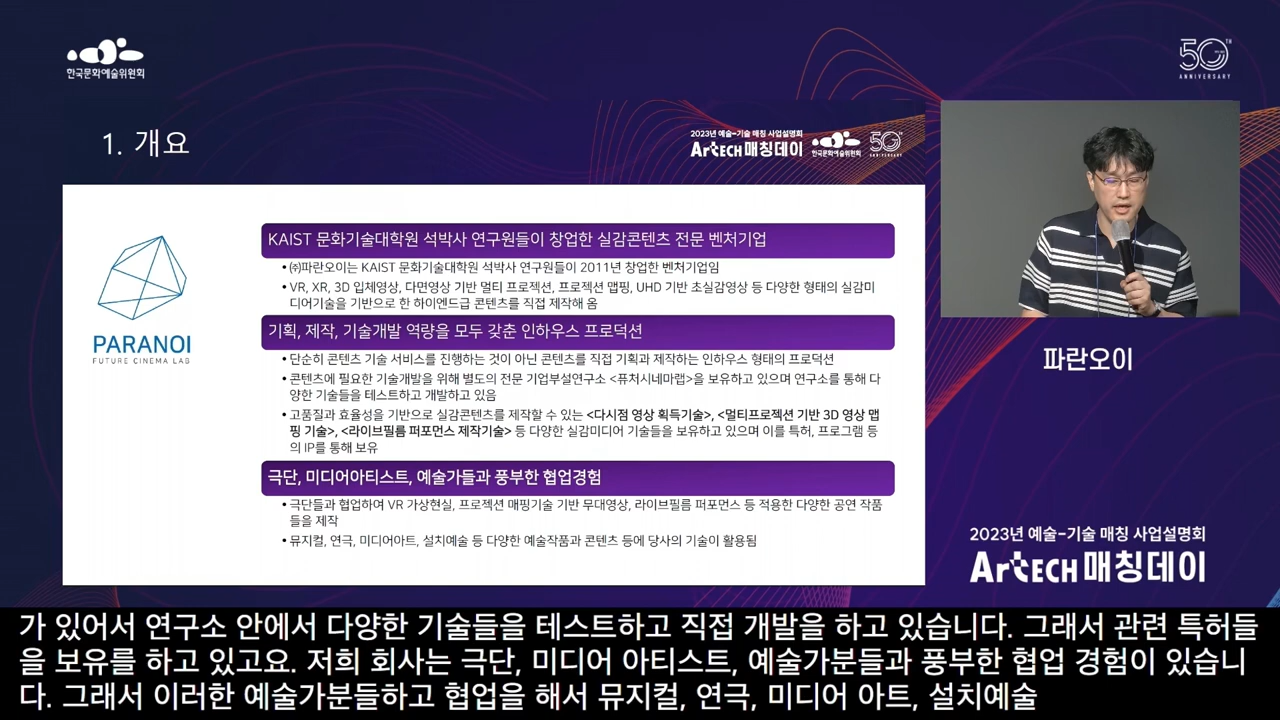 한국문화예술위원회
50TH
ANNIVERSARY
1. 개요
2023년 예술-기술 매칭 사업설명회
ARTECH 매칭데이
한국문화예술위원회
50TH
ANNIVERSARY
PARANOI
FUTURE CINEMA LAB
KAIST 문화기술대학원 석박사 연구원들이 창업한 실감콘텐츠 전문 벤처기업
• ㈜파란오이는 KAIST 문화기술대학원 석박사 연구원들이 2011년 창업한 벤처기업임
• VR, XR, 3D 입체영상, 다면영상 기반 멀티 프로젝션, 프로젝션 맵핑, UHD 기반 초실감영상 등 다양한 형태의 실감미
디어기술을 기반으로 한 하이엔드급 콘텐츠를 직접 제작해 옴
기획, 제작, 기술개발 역량을 모두 갖춘 인하우스 프로덕션
• 단순히 콘텐츠 기술 서비스를 진행하는 것이 아닌 콘텐츠를 직접 기획과 제작하는 인하우스 형태의 프로덕션
• 콘텐츠에 필요한 기술개발을 위해 별도의 전문 기업부설연구소 <퓨처시네마랩>을 보유하고 있으며 연구소를 통해 다
양한 기술들을 테스트하고 개발하고 있음
• 고품질과 효율성을 기반으로 실감콘텐츠를 제작할 수 있는 <다시점 영상 획득기술>, <멀티프로젝션 기반 3D 영상 맵
핑 기술>, <라이브필름 퍼포먼스 제작기술> 등 다양한 실감미디어 기술들을 보유하고 있으며 이를 특허, 프로그램 등
의 IP를 통해 보유
극단, 미디어아티스트, 예술가들과 풍부한 협업경험
• 극단들과 협업하여 VR 가상현실, 프로젝션 매핑기술 기반 무대영상, 라이브필름 퍼포먼스 등 적용한 다양한 공연 작품
들을 제작
• 뮤지컬, 연극, 미디어아트, 설치예술 등 다양한 예술작품과 콘텐츠 등에 당사의 기술이 활용됨
파란오이
2023년 예술-기술 매칭 사업설명회
ARTECH 매칭데이
가 있어서 연구소 안에서 다양한 기술들을 테스트하고 직접 개발을 하고 있습니다. 그래서 관련 특허들
을 보유를 하고 있고요. 저희 회사는 극단, 미디어 아티스트, 예술가분들과 풍부한 협업 경험이 있습니
다. 그래서 이러한 예술가분들하고 협업을 해서 뮤지컬, 연극, 미디어 아트, 설치예술